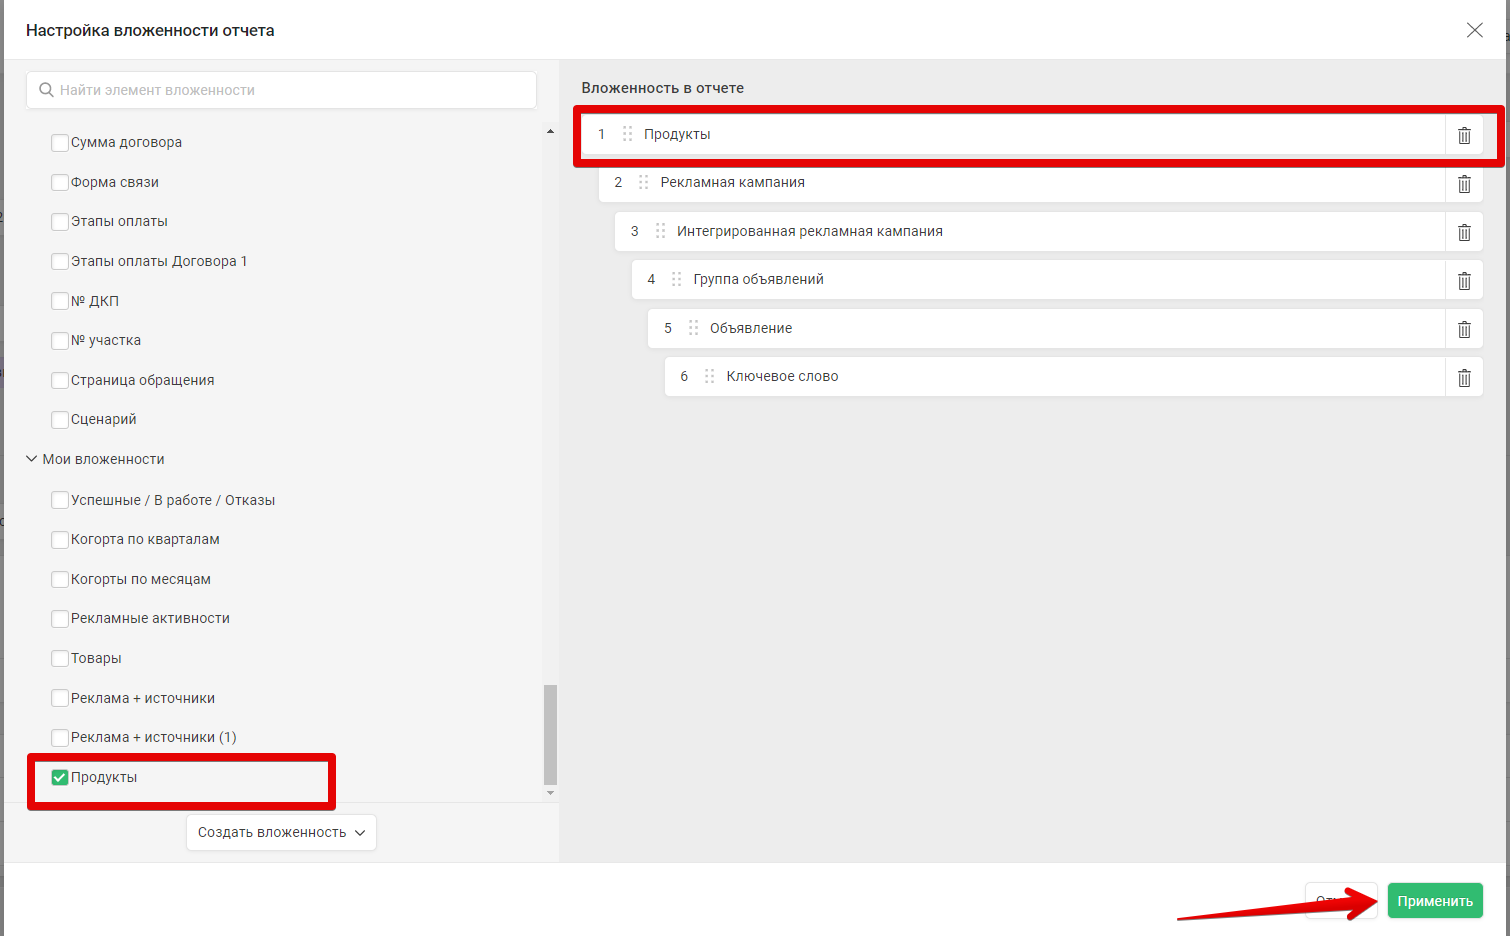 Настройка вложенности отчета
Найти элемент вложенности
Сумма договора
Форма связи
Этапы оплаты
Этапы оплаты Договора 1
№ ДКП
№ участка
Страница обращения
Сценарий
Мои вложенности
Успешные / В работе / Отказы
Когорта по кварталам
Когорты по месяцам
Рекламные активности
Товары
Реклама + источники
Реклама + источники (1)
Продукты
Создать вложенность
Вложенность в отчете
1 Продукты
2 Рекламная кампания
3 Интегрированная рекламная кампания
4 Группа объявлений
5 Объявление
6 Ключевое слово
Применить